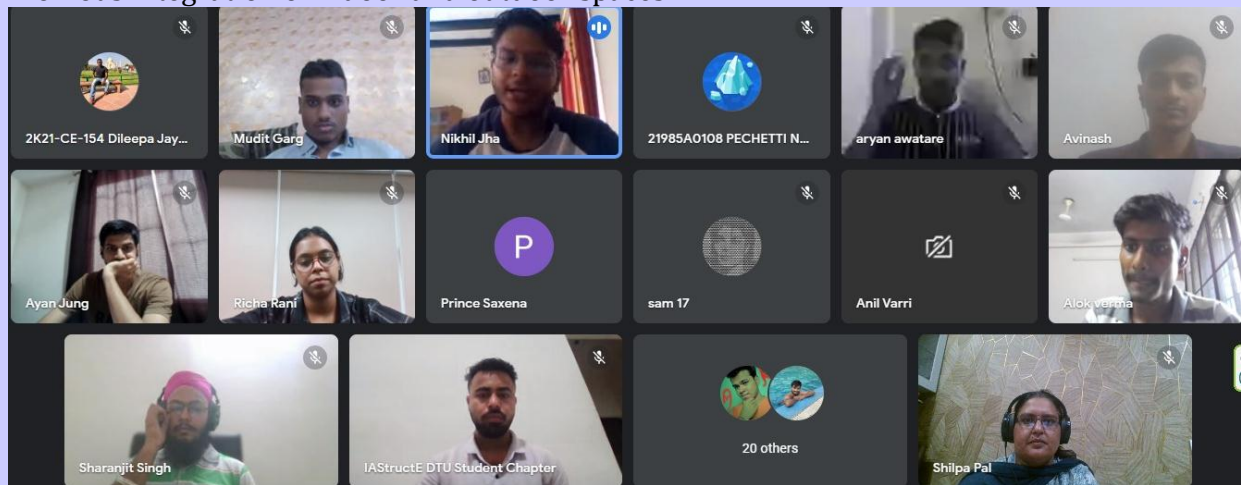 2K21-CE-154 Dileepa Jay...
Mudit Garg
Nikhil Jha
21985A0108 PECHETTI N...
aryan awatare
Avinash
Ayan Jung
Richa Rani
P
Prince Saxena
sam 17
Anil Varri
Alok verma
Sharanjit Singh
IAStructE DTU Student Chapter
20 others
Shilpa Pal